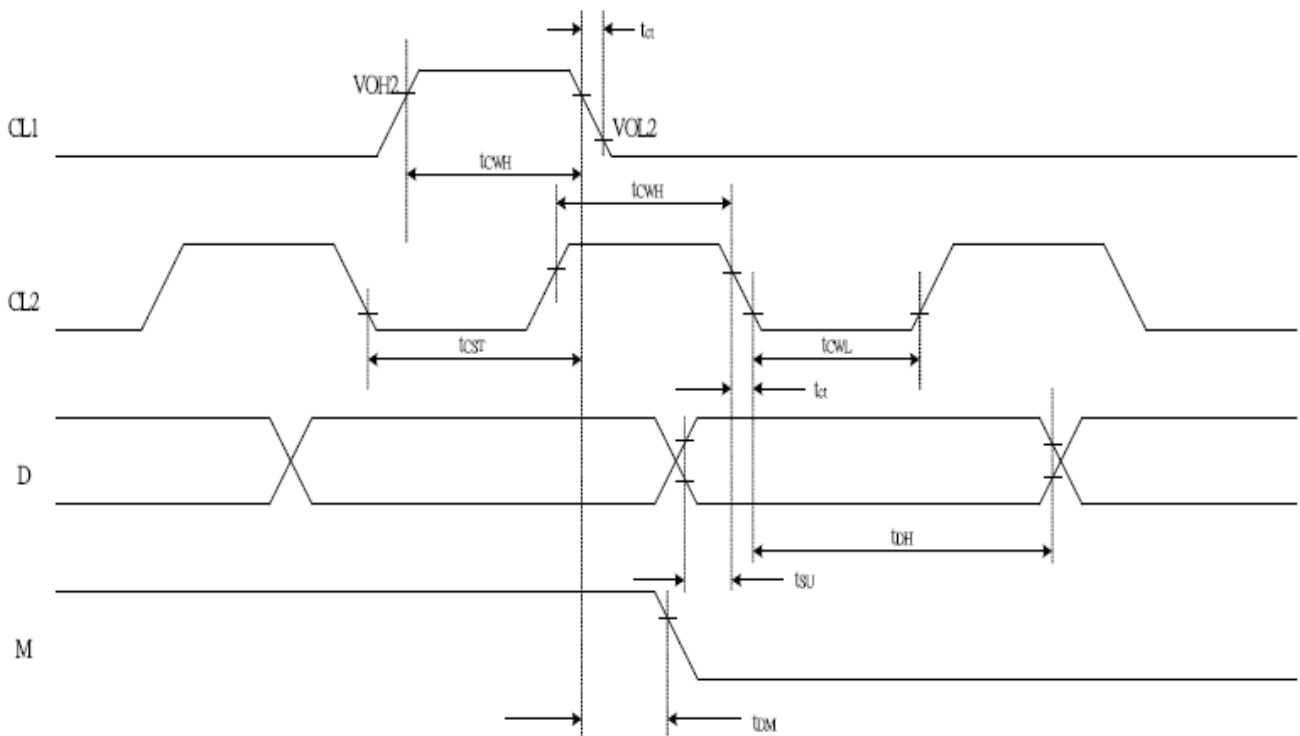 tct
VOH2
CL1
VOL2
tCWH
tCWH
CL2
tCST
tCWL
tct
D
tDH
tSU
M
tDM